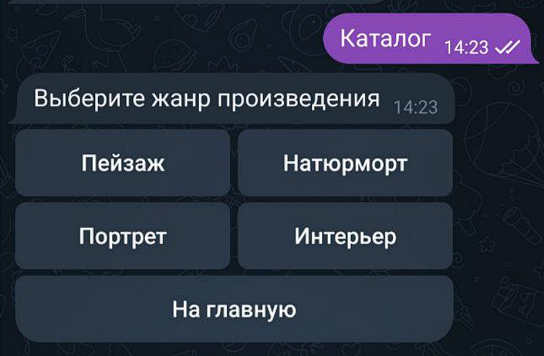 Каталог 14:23
Выберите жанр произведения 14:23
Пейзаж Натюрморт
Портрет Интерьер
На главную